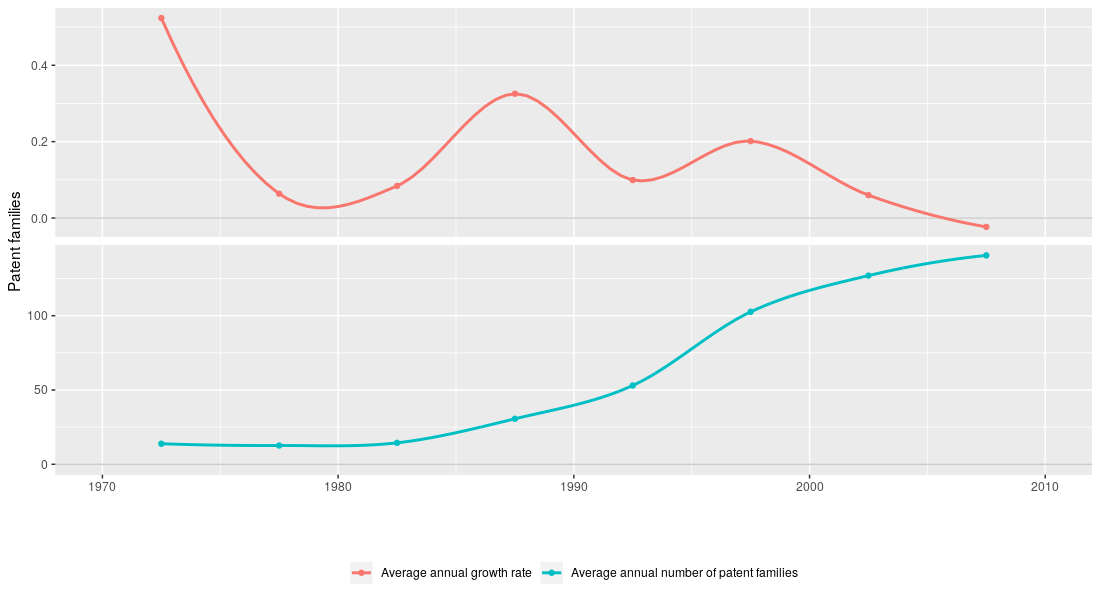 Patent families
0.4
0.2
0.0
100
50
0
1970 1980 1990 2000 2010
Average annual growth rate Average annual number of patent families